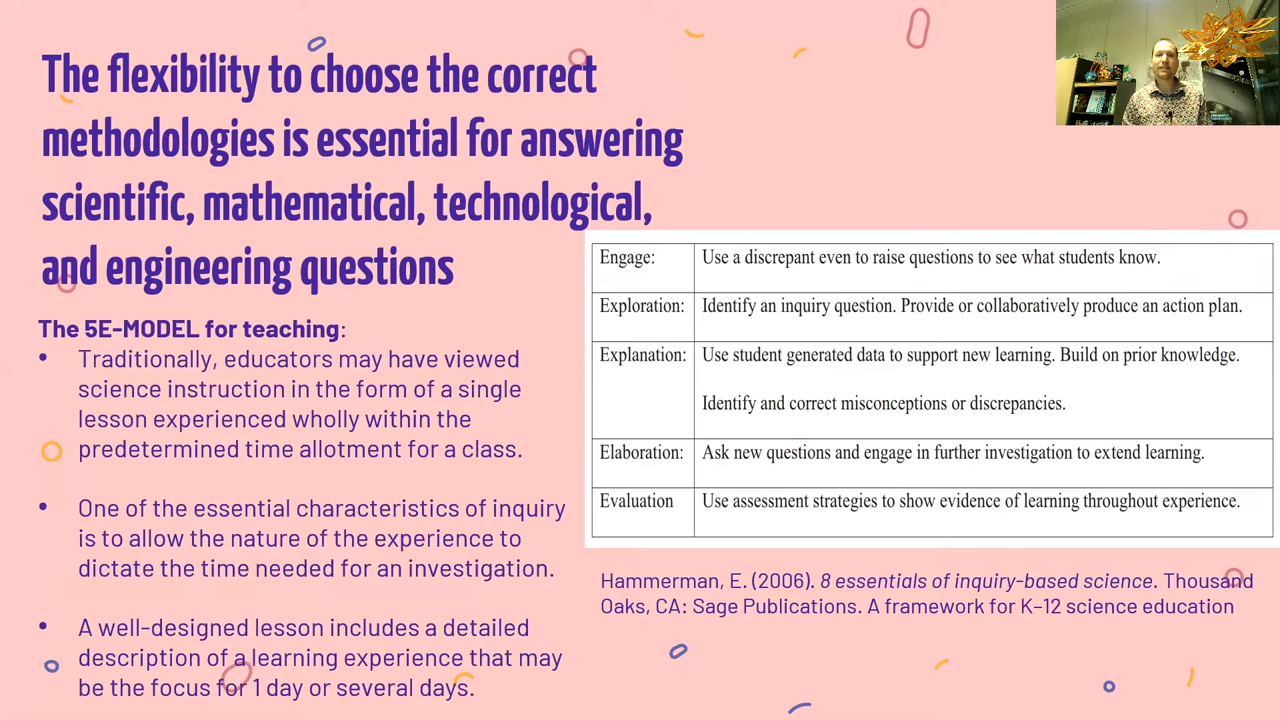 The flexibility to choose the correct
methodologies is essential for answering
scientific, mathematical, technological,
and engineering questions
The 5E-MODEL for teaching:
• Traditionally, educators may have viewed
science instruction in the form of a single
lesson experienced wholly within the
predetermined time allotment for a class.
• One of the essential characteristics of inquiry
is to allow the nature of the experience to
dictate the time needed for an investigation.
• A well-designed lesson includes a detailed
description of a learning experience that may
be the focus for 1 day or several days.
Engage: Use a discrepant even to raise questions to see what students know.
Exploration: Identify an inquiry question. Provide or collaboratively produce an action plan.
Explanation: Use student generated data to support new learning. Build on prior knowledge.
Identify and correct misconceptions or discrepancies.
Elaboration: Ask new questions and engage in further investigation to extend learning.
Evaluation Use assessment strategies to show evidence of learning throughout experience.
Hammerman, E. (2006). 8 essentials of inquiry-based science. Thousand
Oaks, CA: Sage Publications. A framework for K–12 science education